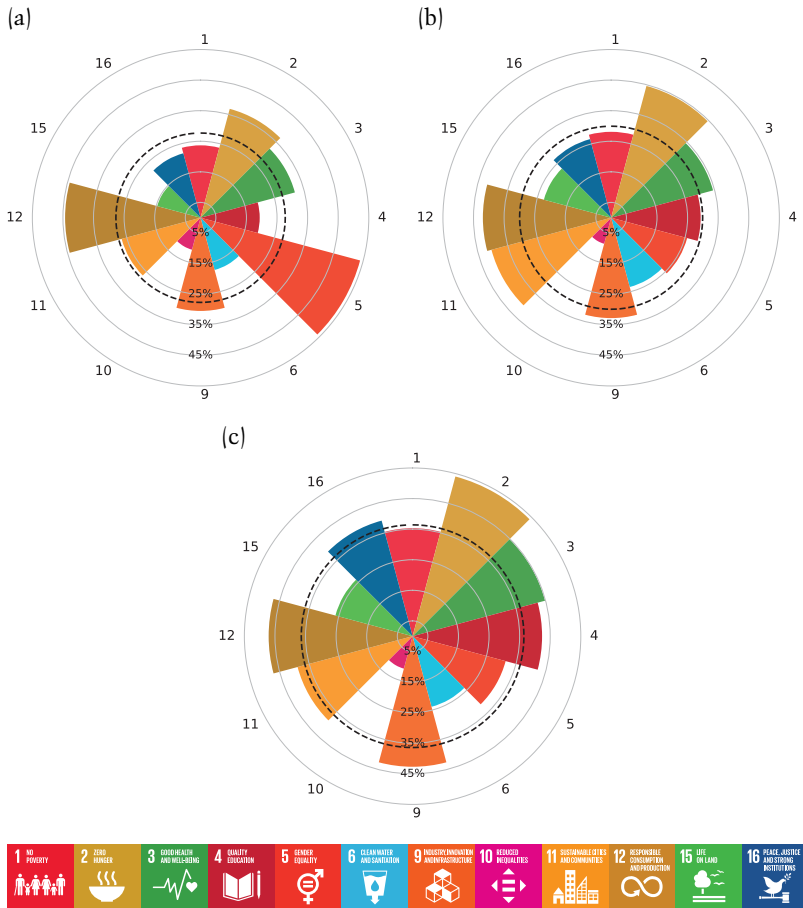 (a)
(b)
1
2
3
4
5
6
9
10
11
12
15
16
5%
15%
25%
35%
45%
1
2
3
4
5
6
9
10
11
12
15
16
5%
15%
25%
35%
45%
(c)
1
2
3
4
5
6
9
10
11
12
15
16
5%
15%
25%
35%
45%
1 NO
POVERTY
2 ZERO
HUNGER
3 GOOD HEALTH
AND WELL-BEING
4 QUALITY
EDUCATION
5 GENDER
EQUALITY
6 CLEAN WATER
AND SANITATION
9 INDUSTRY, INNOVATION
AND INFRASTRUCTURE
10 REDUCED
INEQUALITIES
11 SUSTAINABLE CITIES
AND COMMUNITIES
12 RESPONSIBLE
CONSUMPTION
AND PRODUCTION
15 LIFE
ON LAND
16 PEACE, JUSTICE
AND STRONG
INSTITUTIONS